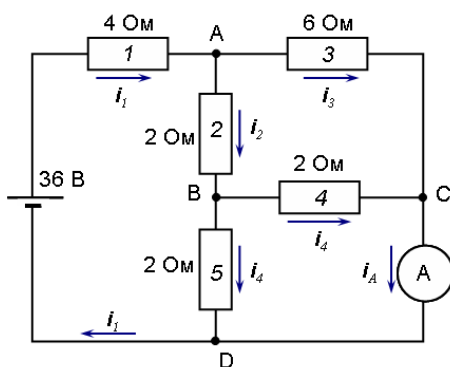 4 Ом A 6 Ом
1 3
i₁ i₃
2 Ом 2 i₂
2 Ом
36 В B 4 C
i₄
2 Ом 5 i₄ i_A A
i₁
D